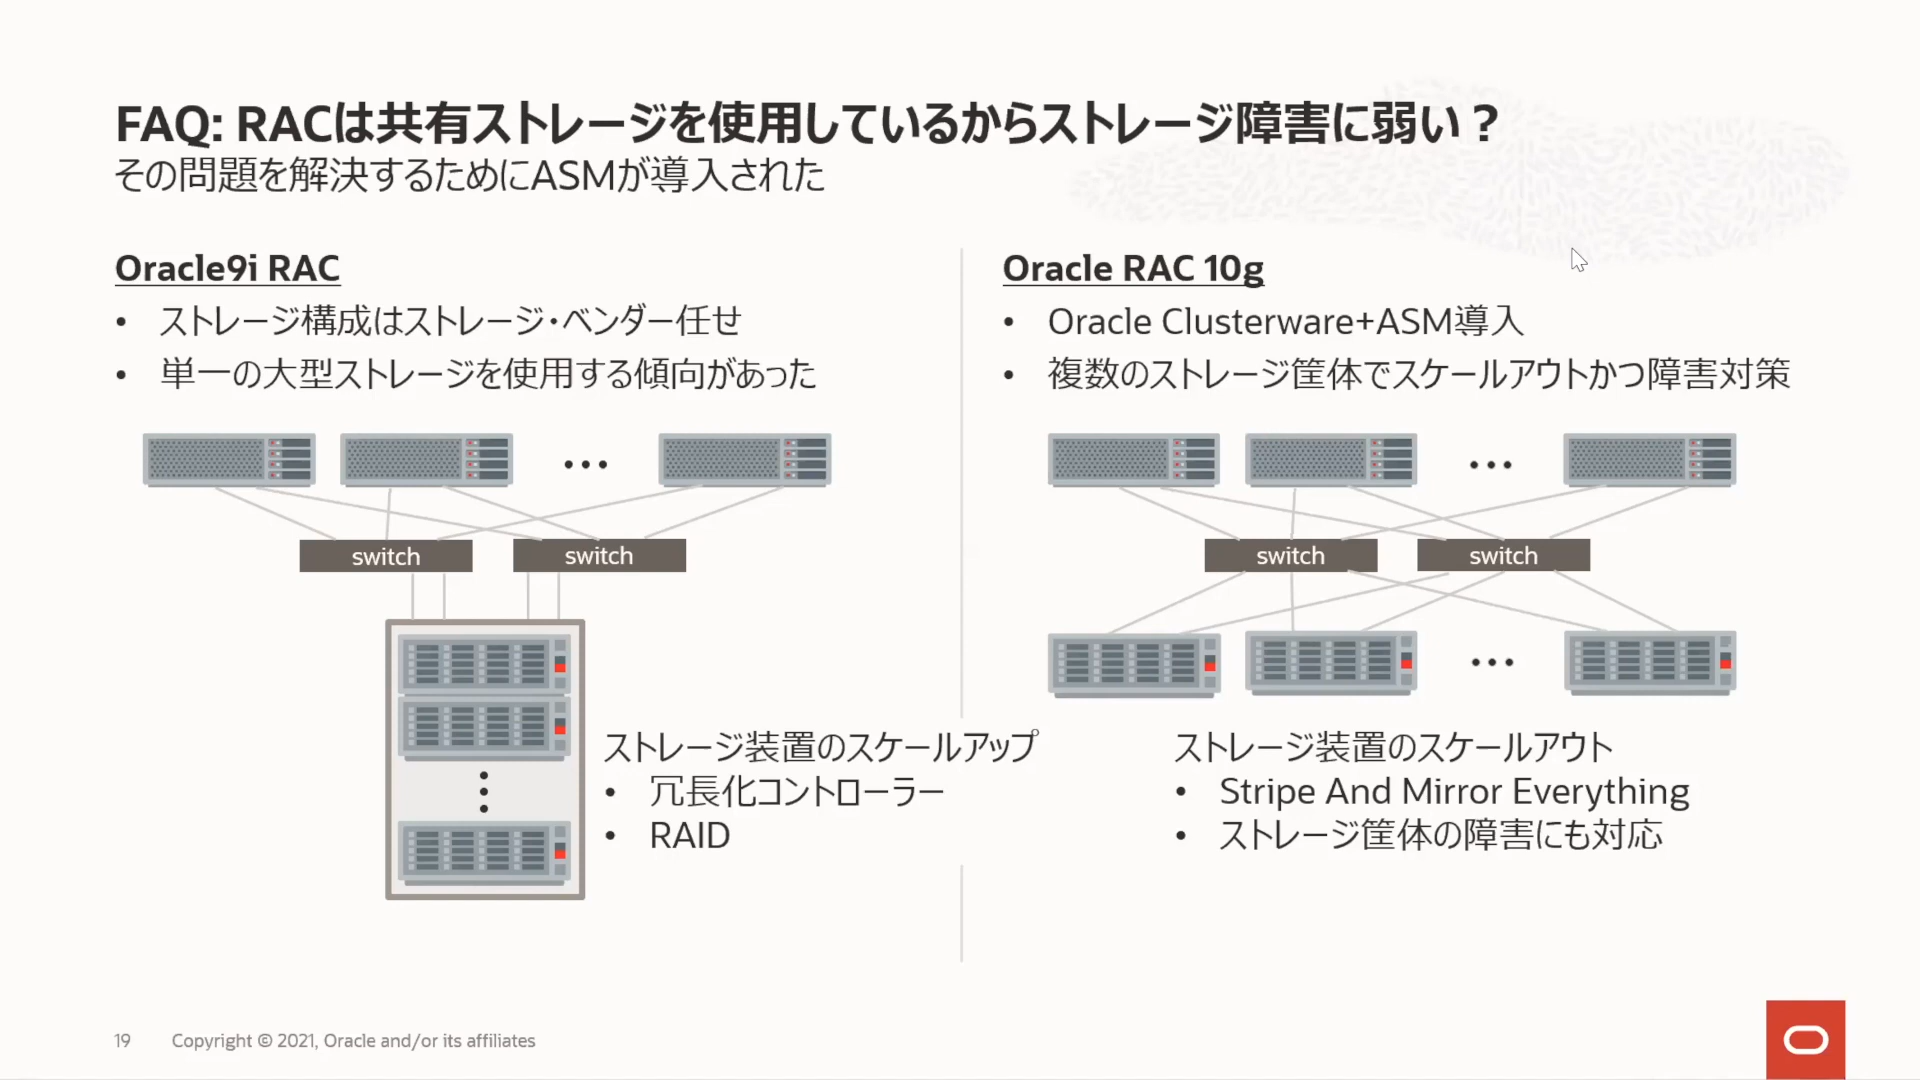 FAQ: RACは共有ストレージを使用しているからストレージ障害に弱い？
その問題を解決するためにASMが導入された
Oracle9i RAC
• ストレージ構成はストレージ・ベンダー任せ
• 単一の大型ストレージを使用する傾向があった
switch
switch
ストレージ装置のスケールアップ
• 冗長化コントローラー
• RAID
Oracle RAC 10g
• Oracle Clusterware+ASM導入
• 複数のストレージ筐体でスケールアウトかつ障害対策
switch
switch
ストレージ装置のスケールアウト
• Stripe And Mirror Everything
• ストレージ筐体の障害にも対応
19 Copyright © 2021, Oracle and/or its affiliates